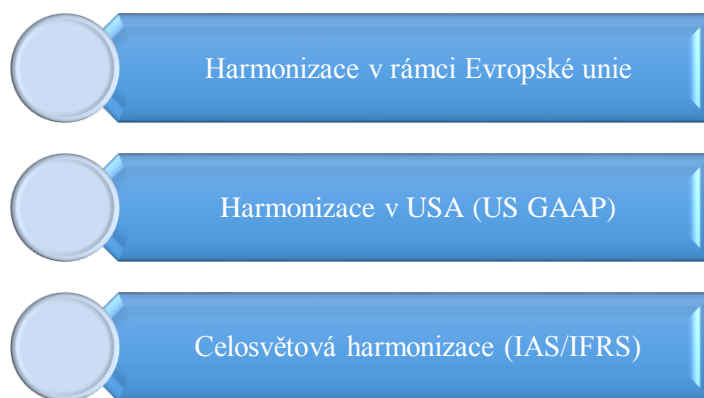 Harmonizace v rámci Evropské unie
Harmonizace v USA (US GAAP)
Celosvětová harmonizace (IAS/IFRS)